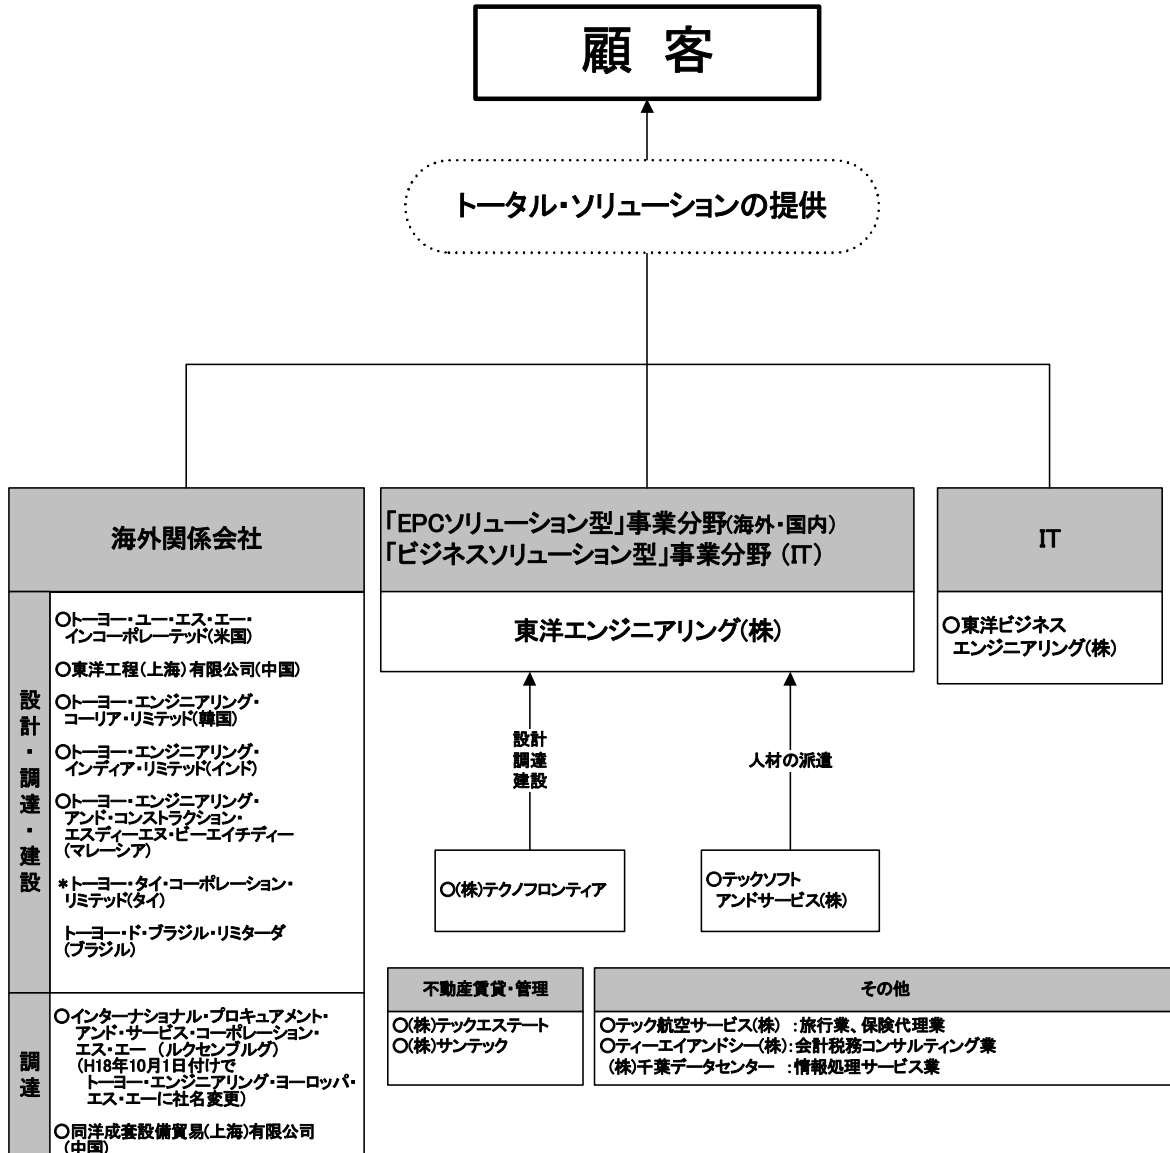 顧 客
トータル・ソリューションの提供
海外関係会社
設計・調達・建設
○トーヨー・ユー・エス・エー・
インコーポレーテッド(米国)
○東洋工程(上海)有限公司(中国)
○トーヨー・エンジニアリング・
コーリア・リミテッド(韓国)
○トーヨー・エンジニアリング・
インディア・リミテッド(インド)
○トーヨー・エンジニアリング・
アンド・コンストラクション・
エスディーエヌ・ビーエイチディー
(マレーシア)
*トーヨー・タイ・コーポレーション・
リミテッド(タイ)
トーヨー・ド・ブラジル・リミターダ
(ブラジル)
調達
○インターナショナル・プロキュアメント・
アンド・サービス・コーポレーション・
エス・エー (ルクセンブルグ)
(H18年10月1日付けで
トーヨー・エンジニアリング・ヨーロッパ・
エス・エーに社名変更)
○同洋成套設備貿易(上海)有限公司
(中国)
「EPCソリューション型」事業分野(海外・国内)
「ビジネスソリューション型」事業分野 (IT)
東洋エンジニアリング(株)
設計
調達
建設
人材の派遣
○(株)テクノフロンティア
○テックソフト
アンドサービス(株)
IT
○東洋ビジネス
エンジニアリング(株)
不動産賃貸・管理
○(株)テックエステート
○(株)サンテック
その他
○テック航空サービス(株) :旅行業、保険代理業
○ティーエイアンドシー(株):会計税務コンサルティング業
(株)千葉データセンター :情報処理サービス業